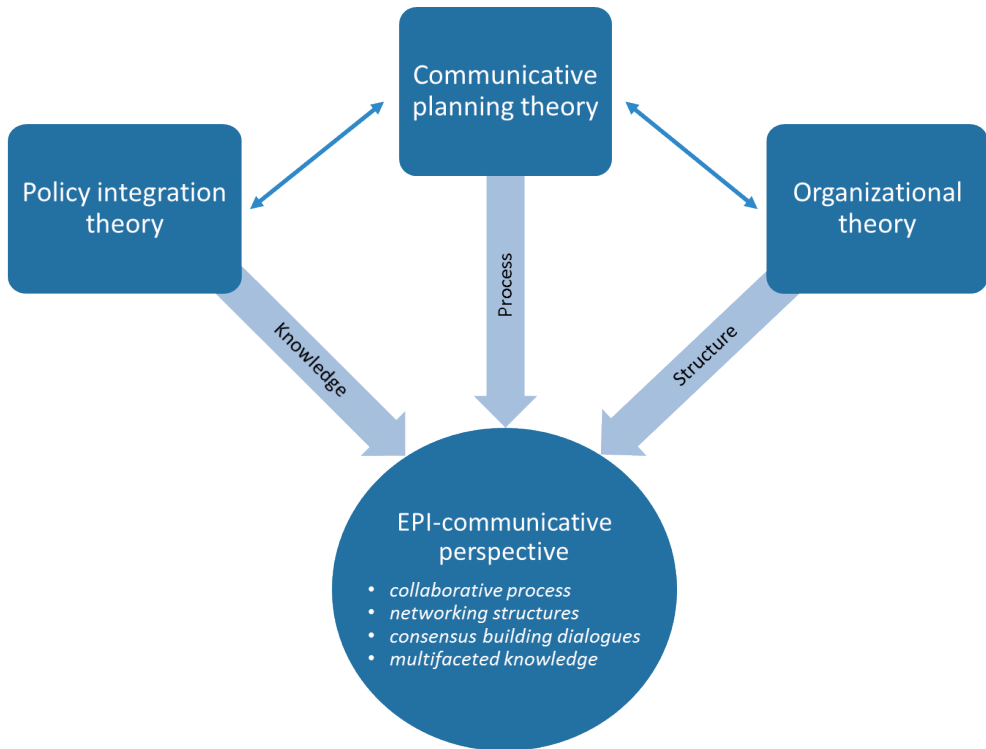 Communicative
planning theory
Policy integration
theory
Organizational
theory
Knowledge
Process
Structure
EPI-communicative
perspective
• collaborative process
• networking structures
• consensus building dialogues
• multifaceted knowledge